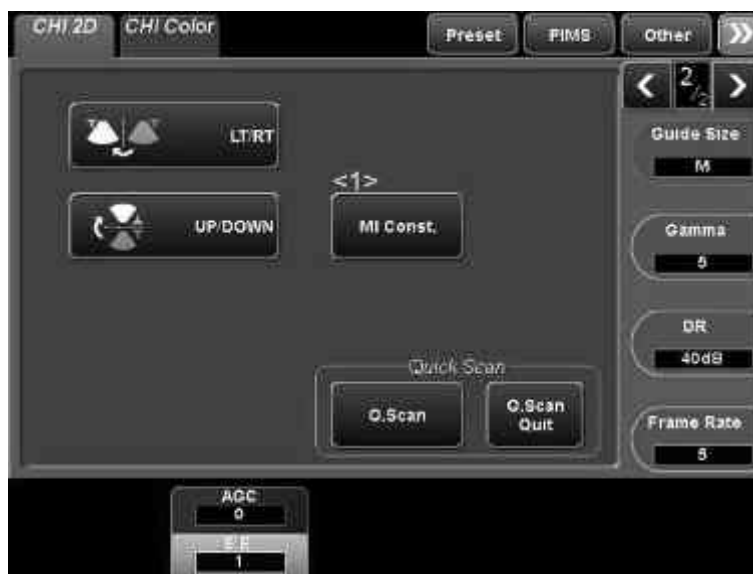 CHI 2D CHI Color Preset PIMS Other
2/2
LT/RT
Guide Size
M
<1>
UP/DOWN
MI Const.
Gamma
5
DR
40dB
Quick Scan
Q.Scan
Q.Scan
Quit
Frame Rate
5
AGC
0
1